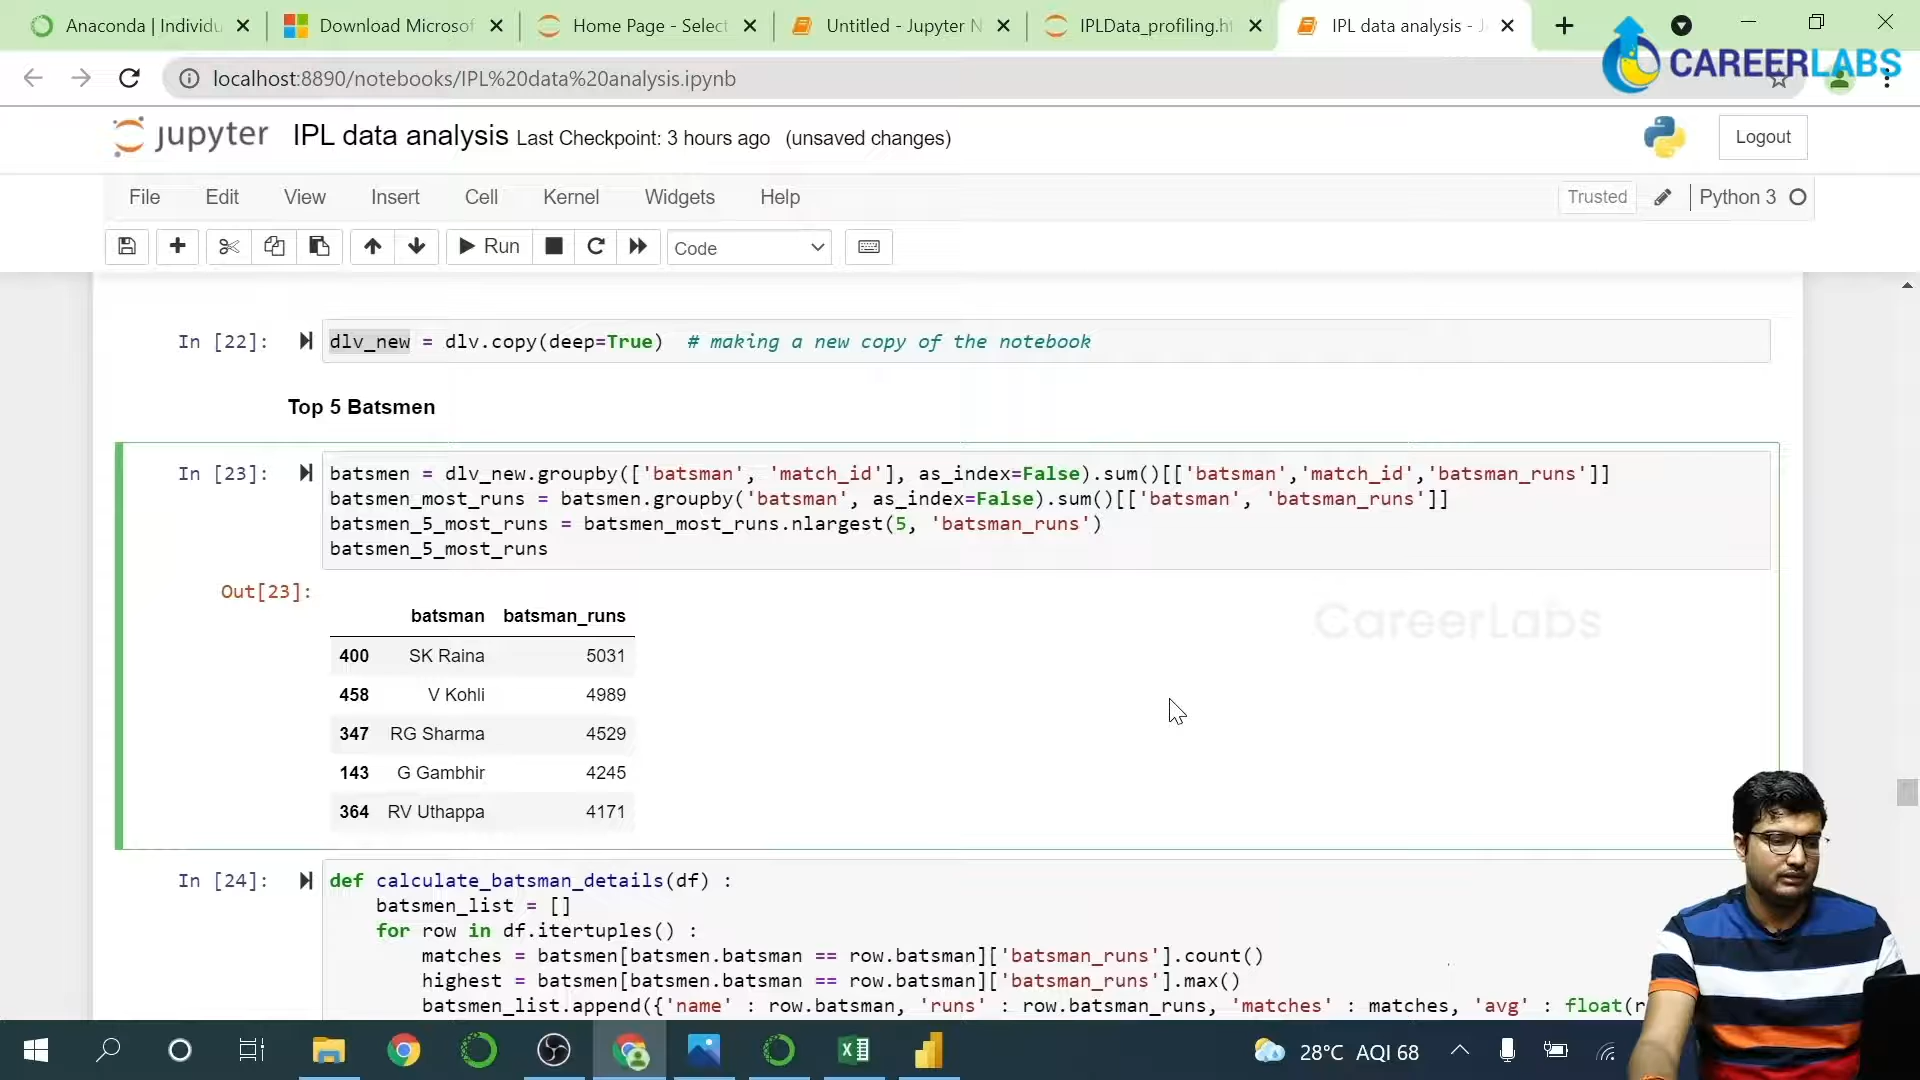 Anaconda | Individu
Download Microsof
Home Page - Select
Untitled - Jupyter N
IPLData_profiling.ht
IPL data analysis - J
CAREERLABS
localhost:8890/notebooks/IPL%20data%20analysis.ipynb
jupyter IPL data analysis Last Checkpoint: 3 hours ago (unsaved changes)
Logout
File Edit View Insert Cell Kernel Widgets Help
Trusted Python 3
Run Code
In [22]: dlv_new = dlv.copy(deep=True)  # making a new copy of the notebook
Top 5 Batsmen
In [23]: batsmen = dlv_new.groupby(['batsman', 'match_id'], as_index=False).sum()[['batsman','match_id','batsman_runs']]
batsmen_most_runs = batsmen.groupby('batsman', as_index=False).sum()[['batsman', 'batsman_runs']]
batsmen_5_most_runs = batsmen_most_runs.nlargest(5, 'batsman_runs')
batsmen_5_most_runs
Out[23]:
batsman batsman_runs
400 SK Raina 5031
458 V Kohli 4989
347 RG Sharma 4529
143 G Gambhir 4245
364 RV Uthappa 4171
CareerLabs
In [24]: def calculate_batsman_details(df) :
batsmen_list = []
for row in df.itertuples() :
matches = batsmen[batsmen.batsman == row.batsman]['batsman_runs'].count()
highest = batsmen[batsmen.batsman == row.batsman]['batsman_runs'].max()
batsmen_list.append({'name' : row.batsman, 'runs' : row.batsman_runs, 'matches' : matches, 'avg' : float(r
28°C AQI 68